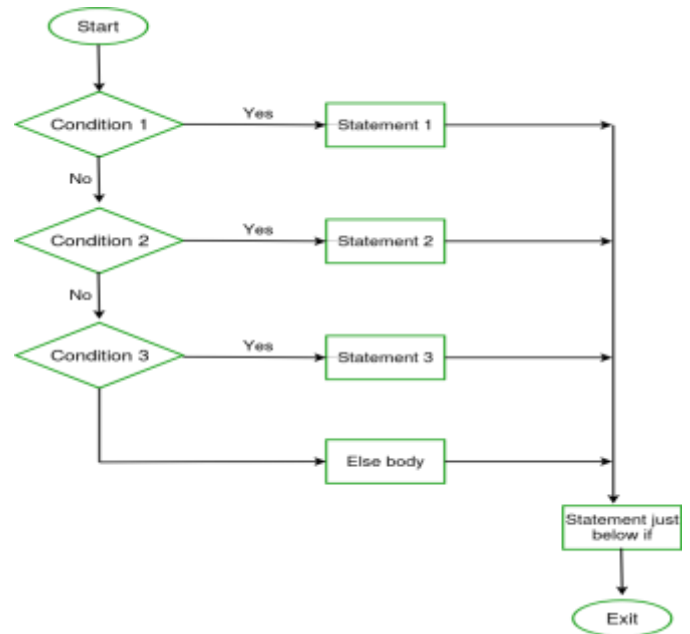 Start
Condition 1
Yes
Statement 1
No
Condition 2
Yes
Statement 2
No
Condition 3
Yes
Statement 3
Else body
Statement just
below if
Exit